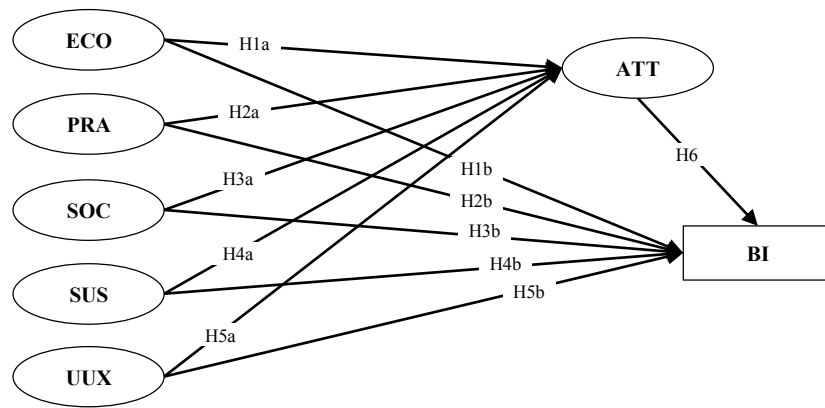 ECO
H1a
ATT
PRA
H2a
H1b
H6
H3a
H2b
SOC
H3b
H4a
BI
H4b
SUS
H5b
H5a
UUX